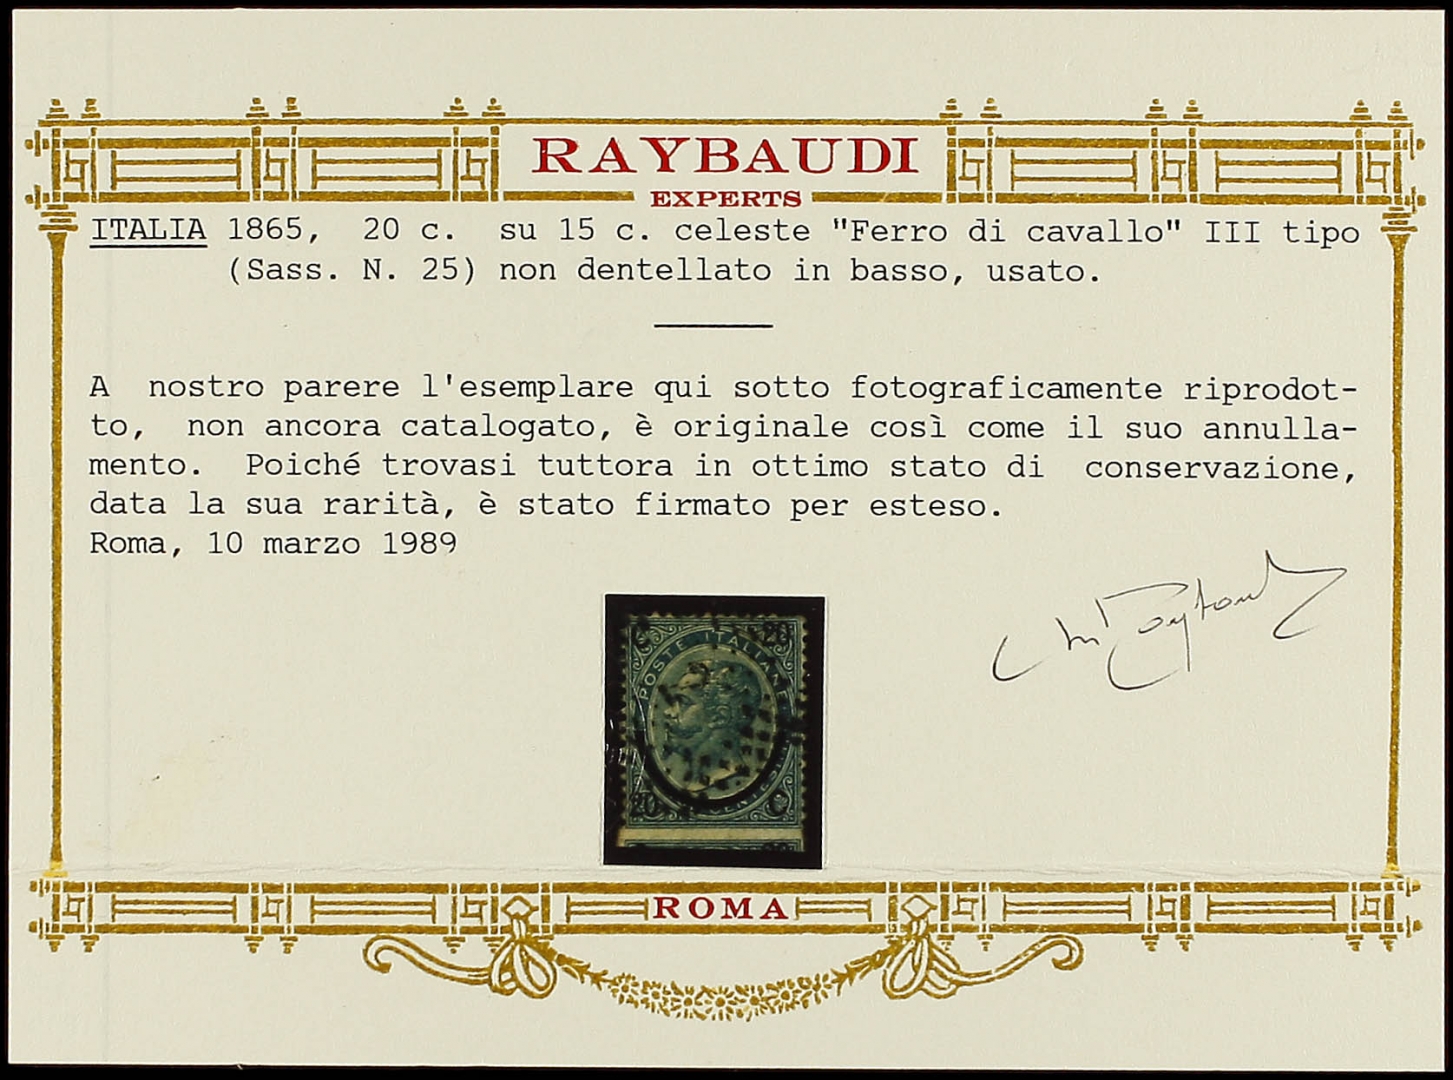 RAYBAUDI
EXPERTS
ITALIA 1865, 20 c. su 15 c. celeste "Ferro di cavallo" III tipo
(Sass. N. 25) non dentellato in basso, usato.
A nostro parere l'esemplare qui sotto fotograficamente riprodot-
to, non ancora catalogato, è originale così come il suo annulla-
mento. Poiché trovasi tuttora in ottimo stato di conservazione,
data la sua rarità, è stato firmato per esteso.
Roma, 10 marzo 1989
20
POSTE ITALIANE
20 C
ROMA